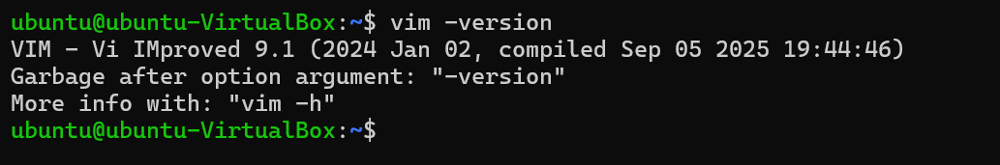 ubuntu@ubuntu-VirtualBox:~$ vim -version
VIM - Vi IMproved 9.1 (2024 Jan 02, compiled Sep 05 2025 19:44:46)
Garbage after option argument: "-version"
More info with: "vim -h"
ubuntu@ubuntu-VirtualBox:~$